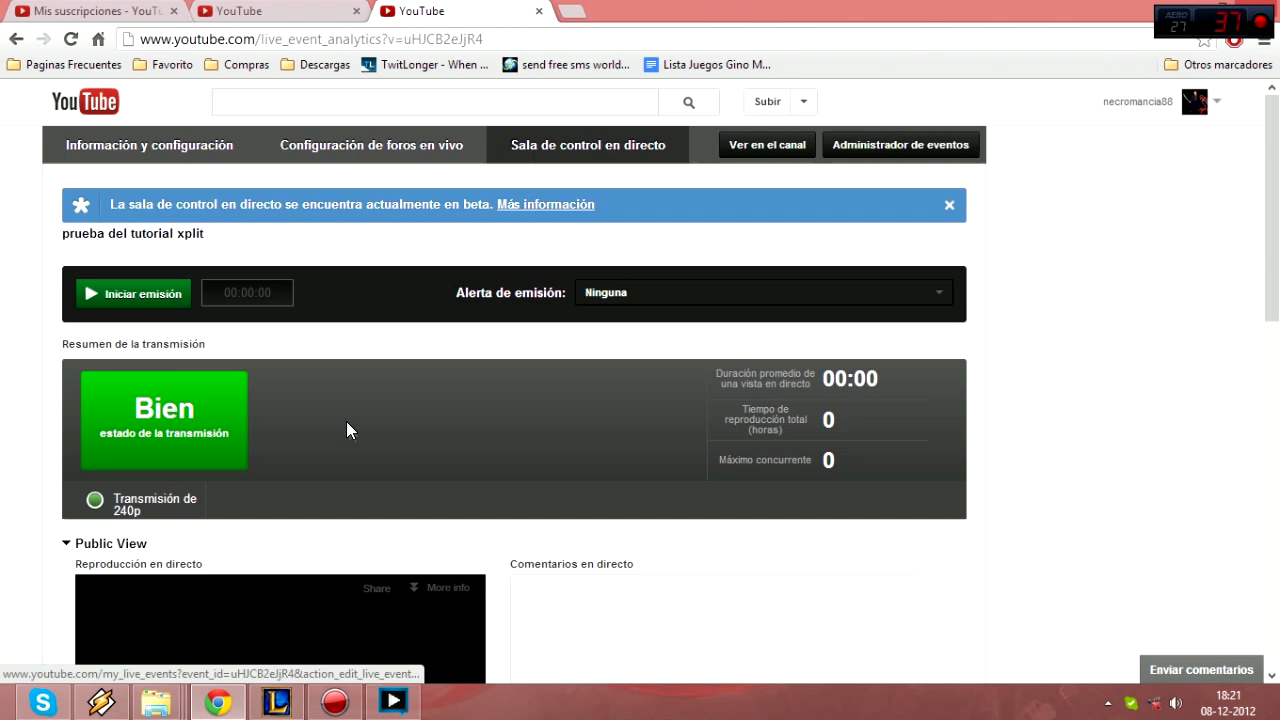 Mis suscripciones - YouTu
YouTube
YouTube
AERO
27
37
www.youtube.com/live_event_analytics?v=uHJCB2eJjR4
Paginas Frecuentes
Favorito
Compras
Descargas
TwitLonger - When ...
send free sms world...
Lista Juegos Gino M...
Otros marcadores
YouTube
Subir
necromancia88
Información y configuración
Configuración de foros en vivo
Sala de control en directo
Ver en el canal
Administrador de eventos
La sala de control en directo se encuentra actualmente en beta. Más información
prueba del tutorial xplit
Iniciar emisión
00:00:00
Alerta de emisión:
Ninguna
Resumen de la transmisión
Bien
estado de la transmisión
Duración promedio de
una vista en directo
00:00
Tiempo de
reproducción total
(horas)
0
Máximo concurrente
0
Transmisión de
240p
Public View
Reproducción en directo
Comentarios en directo
Share
More info
www.youtube.com/my_live_events?event_id=uHJCB2eJjR4&action_edit_live_event...
Enviar comentarios
18:21
08-12-2012